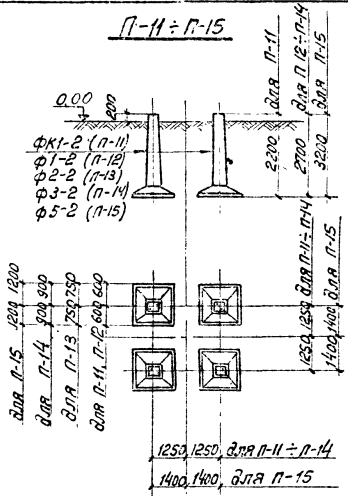 П-11 ÷ П-15
0.00
200
ФК1-2 (П-11)
Ф1-2 (П-12)
Ф2-2 (П-13)
Ф3-2 (П-14)
Ф5-2 (П-15)
2200
для П-11
2700
для П 12÷П-14
3200
для П-15
для П-15 1200 1200
для П-14 900 900
для П-13 750 750
для П-11, П-12 600 600
1250 1250 для П-11÷П-14
1400 1400 для П-15
1250 1250 для П-11 ÷ П-14
1400 1400 для П-15